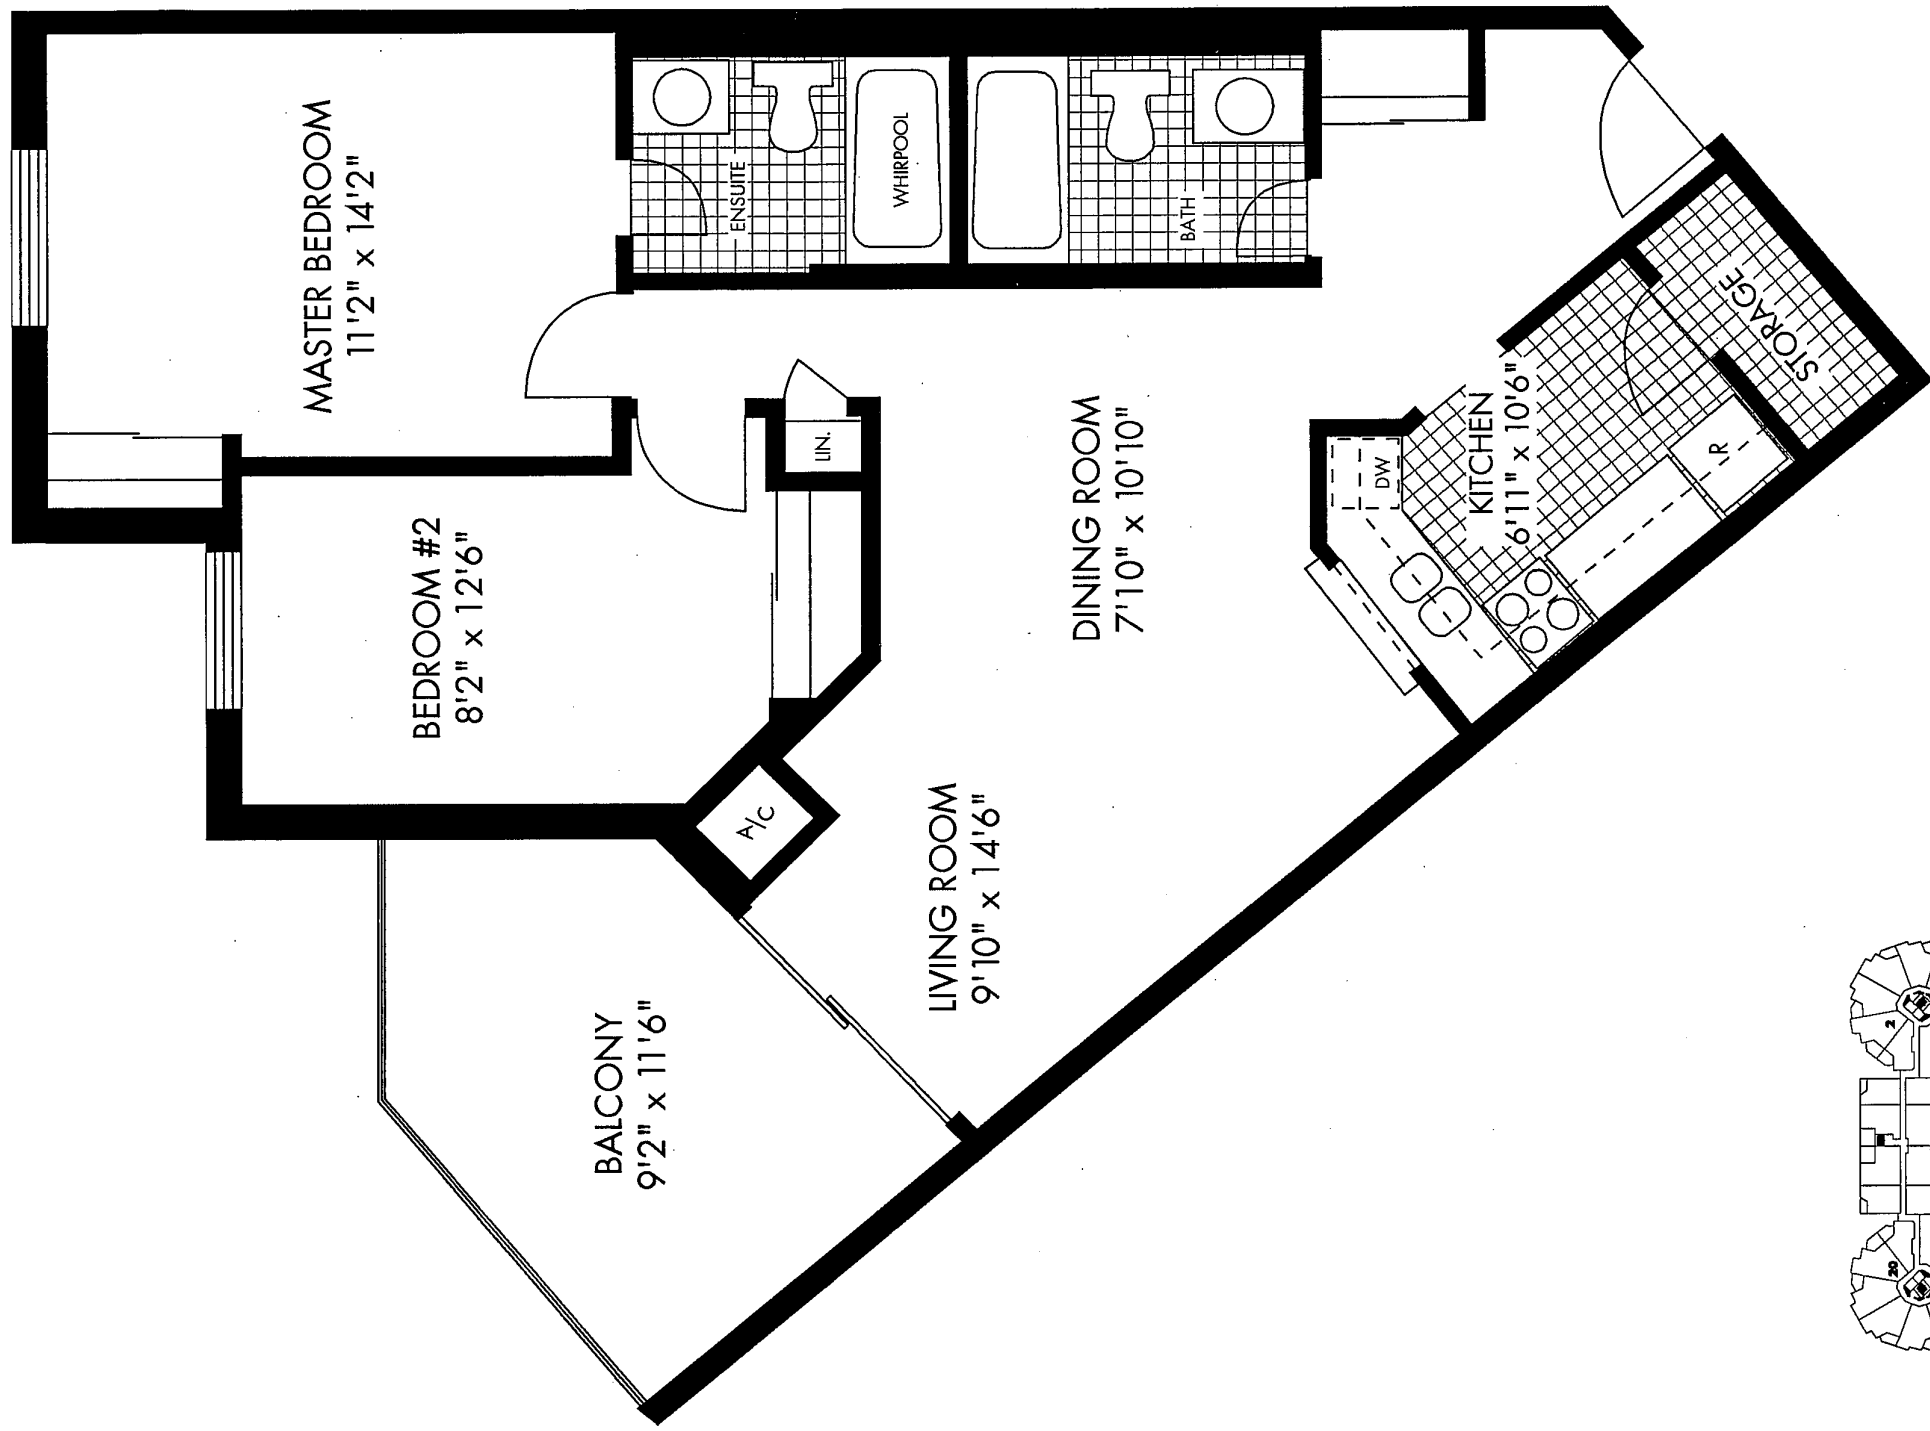 MASTER BEDROOM
11'2" x 14'2"
ENSUITE
WHIRPOOL
BATH
BEDROOM #2
8'2" x 12'6"
LIN.
A/C
DINING ROOM
7'10" x 10'10"
DW
KITCHEN
6'11" x 10'6"
R
STORAGE
LIVING ROOM
9'10" x 14'6"
BALCONY
9'2" x 11'6"
2
20